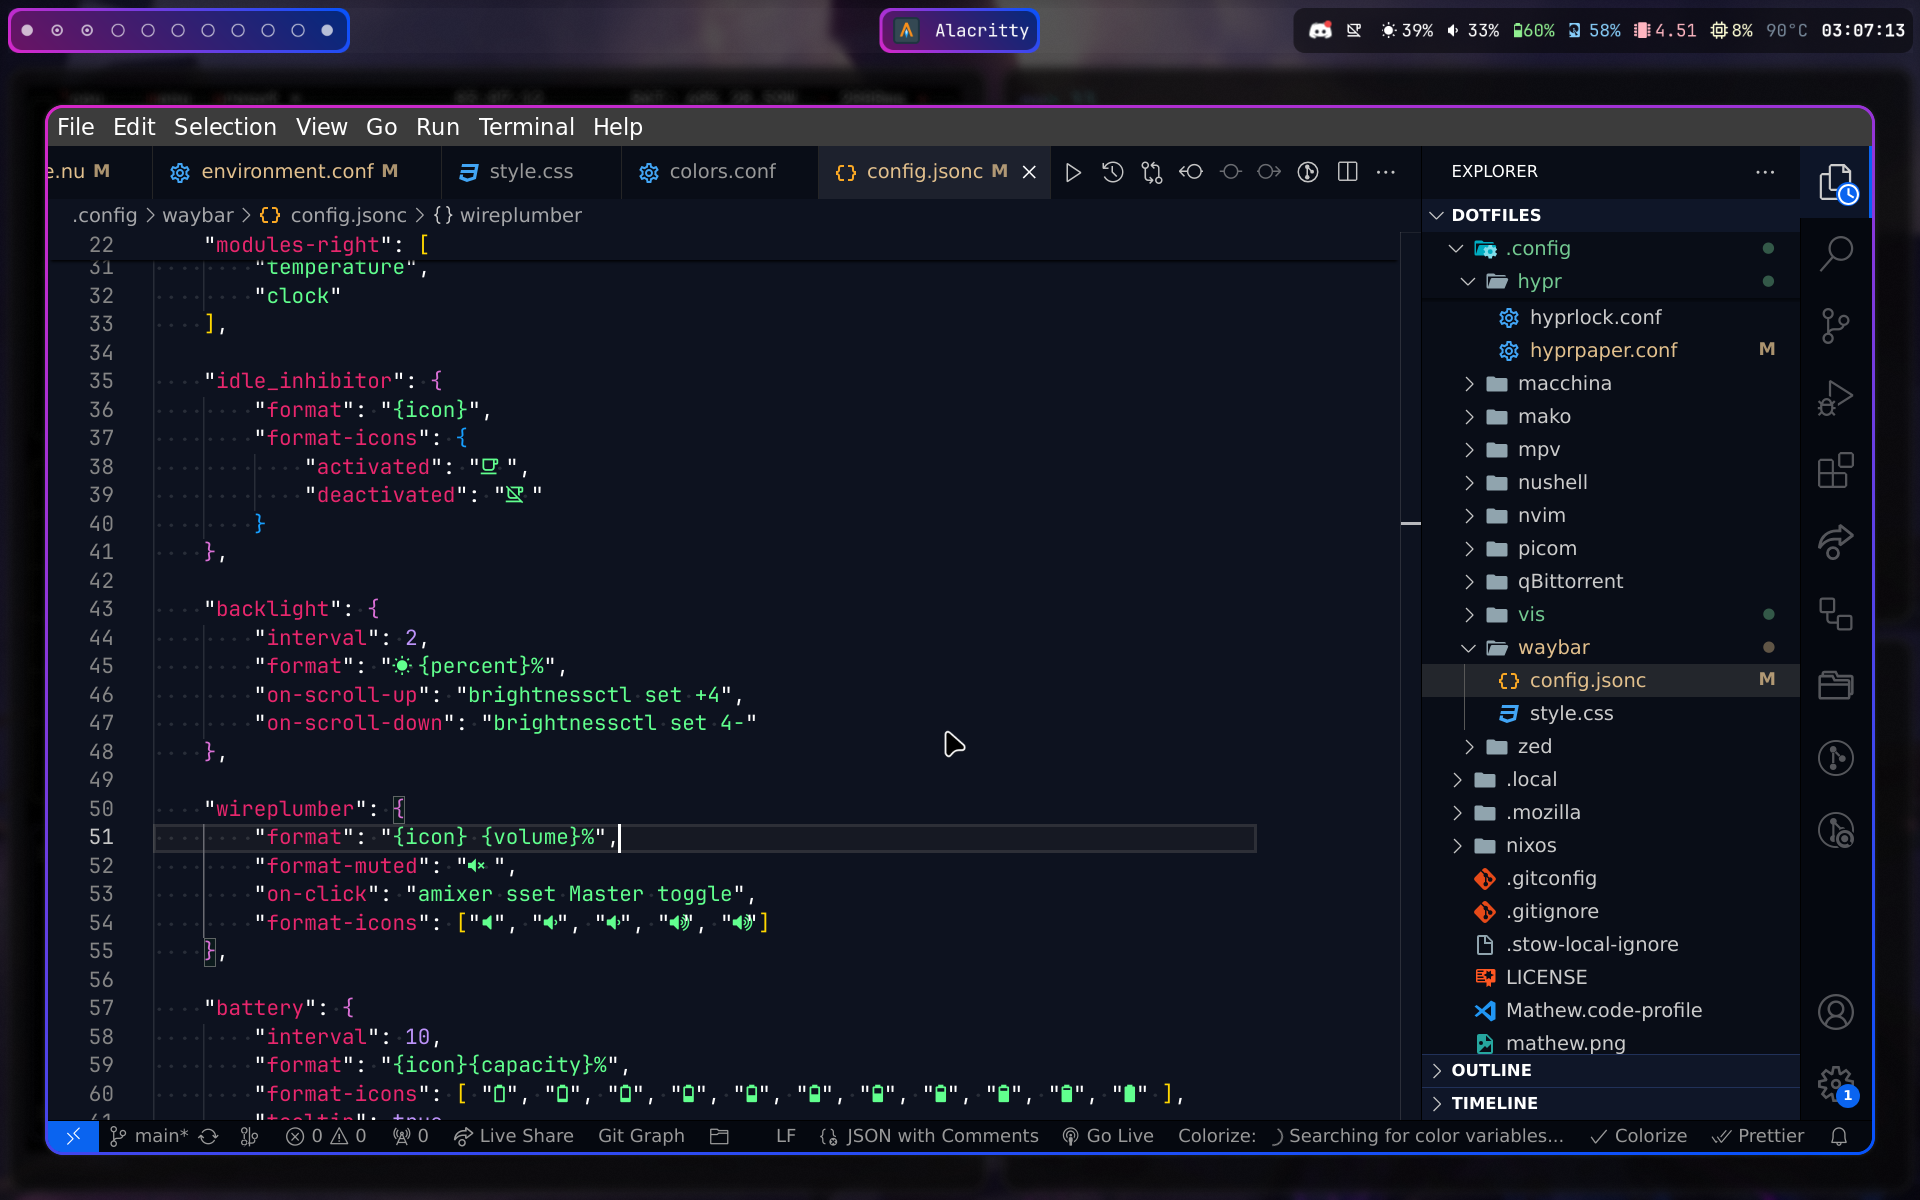 Alacritty
39% 33% 60% 58% 4.51 8% 90°C 03:07:13
File Edit Selection View Go Run Terminal Help
e.nu M environment.conf M style.css colors.conf {} config.jsonc M
.config > waybar > {} config.jsonc > {} wireplumber
22 "modules-right": [
31 "temperature",
32 "clock"
33 ],
34
35 "idle_inhibitor": {
36 "format": "{icon}",
37 "format-icons": {
38 "activated": " ",
39 "deactivated": " "
40 }
41 },
42
43 "backlight": {
44 "interval": 2,
45 "format": "{percent}%",
46 "on-scroll-up": "brightnessctl set +4",
47 "on-scroll-down": "brightnessctl set 4-"
48 },
49
50 "wireplumber": {
51 "format": "{icon} {volume}%",
52 "format-muted": " ",
53 "on-click": "amixer sset Master toggle",
54 "format-icons": ["", "", "", "", ""]
55 },
56
57 "battery": {
58 "interval": 10,
59 "format": "{icon}{capacity}%",
60 "format-icons": [ "", "", "", "", "", "", "", "", "", "", "" ],
61 "tooltip": true
EXPLORER
DOTFILES
.config
hypr
hyprlock.conf
hyprpaper.conf M
macchina
mako
mpv
nushell
nvim
picom
qBittorrent
vis
waybar
{} config.jsonc M
style.css
zed
.local
.mozilla
nixos
.gitconfig
.gitignore
.stow-local-ignore
LICENSE
Mathew.code-profile
mathew.png
OUTLINE
TIMELINE
1
main* 0 0 0 Live Share Git Graph LF JSON with Comments Go Live Colorize: Searching for color variables... Colorize Prettier